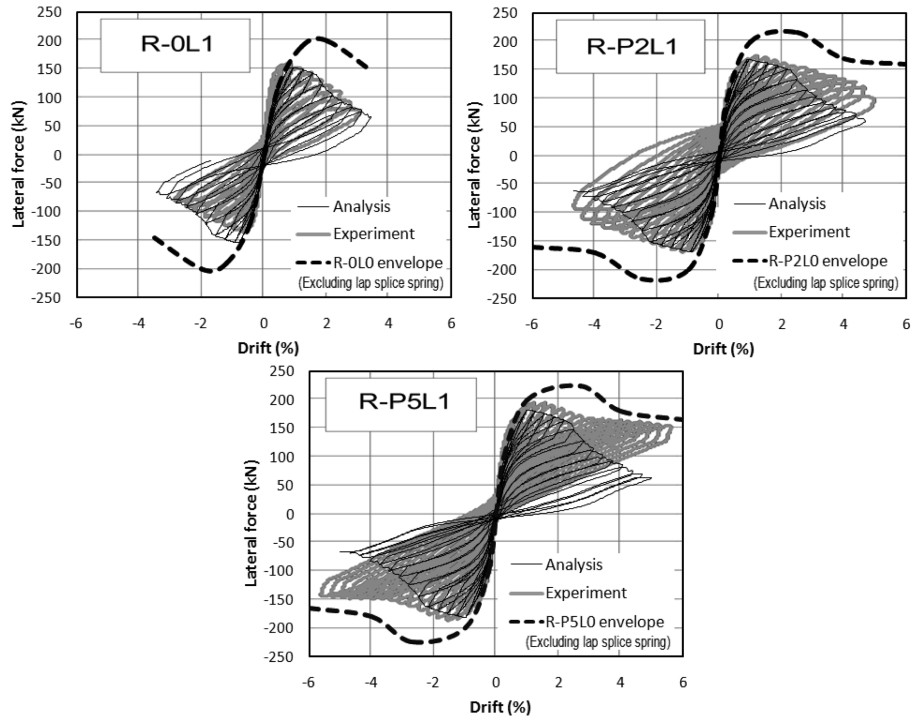 R-0L1
Lateral force (kN)
250
200
150
100
50
0
-50
-100
-150
-200
-250
Analysis
Experiment
R-0L0 envelope
(Excluding lap splice spring)
-6 -4 -2 0 2 4 6
Drift (%)
R-P2L1
Lateral force (kN)
250
200
150
100
50
0
-50
-100
-150
-200
-250
Analysis
Experiment
R-P2L0 envelope
(Excluding lap splice spring)
-6 -4 -2 0 2 4 6
Drift (%)
R-P5L1
Lateral force (kN)
250
200
150
100
50
0
-50
-100
-150
-200
-250
Analysis
Experiment
R-P5L0 envelope
(Excluding lap splice spring)
-6 -4 -2 0 2 4 6
Drift (%)